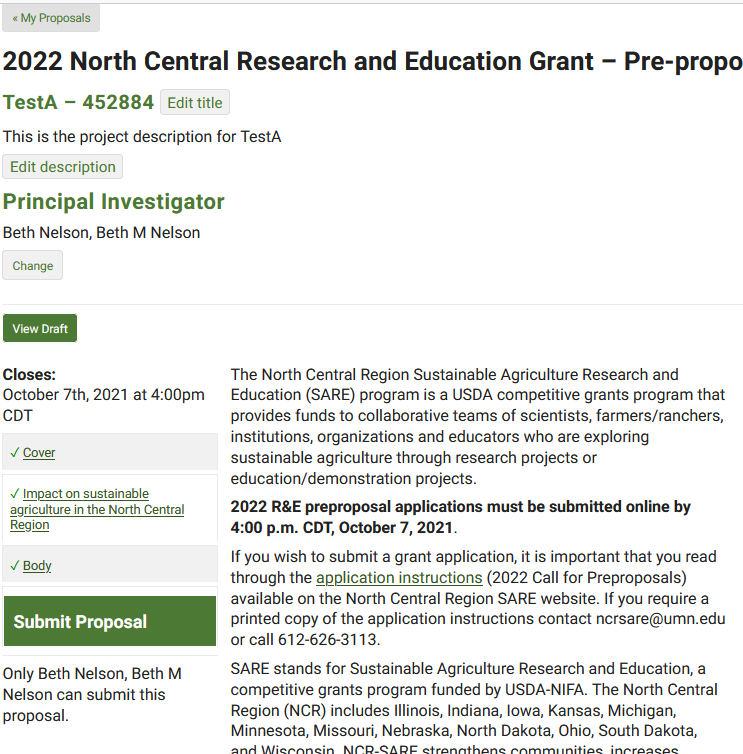 « My Proposals
2022 North Central Research and Education Grant – Pre-propo
TestA – 452884 Edit title
This is the project description for TestA
Edit description
Principal Investigator
Beth Nelson, Beth M Nelson
Change
View Draft
Closes:
October 7th, 2021 at 4:00pm
CDT
✓ Cover
✓ Impact on sustainable
agriculture in the North Central
Region
✓ Body
Submit Proposal
Only Beth Nelson, Beth M
Nelson can submit this
proposal.
The North Central Region Sustainable Agriculture Research and
Education (SARE) program is a USDA competitive grants program that
provides funds to collaborative teams of scientists, farmers/ranchers,
institutions, organizations and educators who are exploring
sustainable agriculture through research projects or
education/demonstration projects.
2022 R&E preproposal applications must be submitted online by
4:00 p.m. CDT, October 7, 2021.
If you wish to submit a grant application, it is important that you read
through the application instructions (2022 Call for Preproposals)
available on the North Central Region SARE website. If you require a
printed copy of the application instructions contact ncrsare@umn.edu
or call 612-626-3113.
SARE stands for Sustainable Agriculture Research and Education, a
competitive grants program funded by USDA-NIFA. The North Central
Region (NCR) includes Illinois, Indiana, Iowa, Kansas, Michigan,
Minnesota, Missouri, Nebraska, North Dakota, Ohio, South Dakota,
and Wisconsin. NCR-SARE strengthens communities, increases